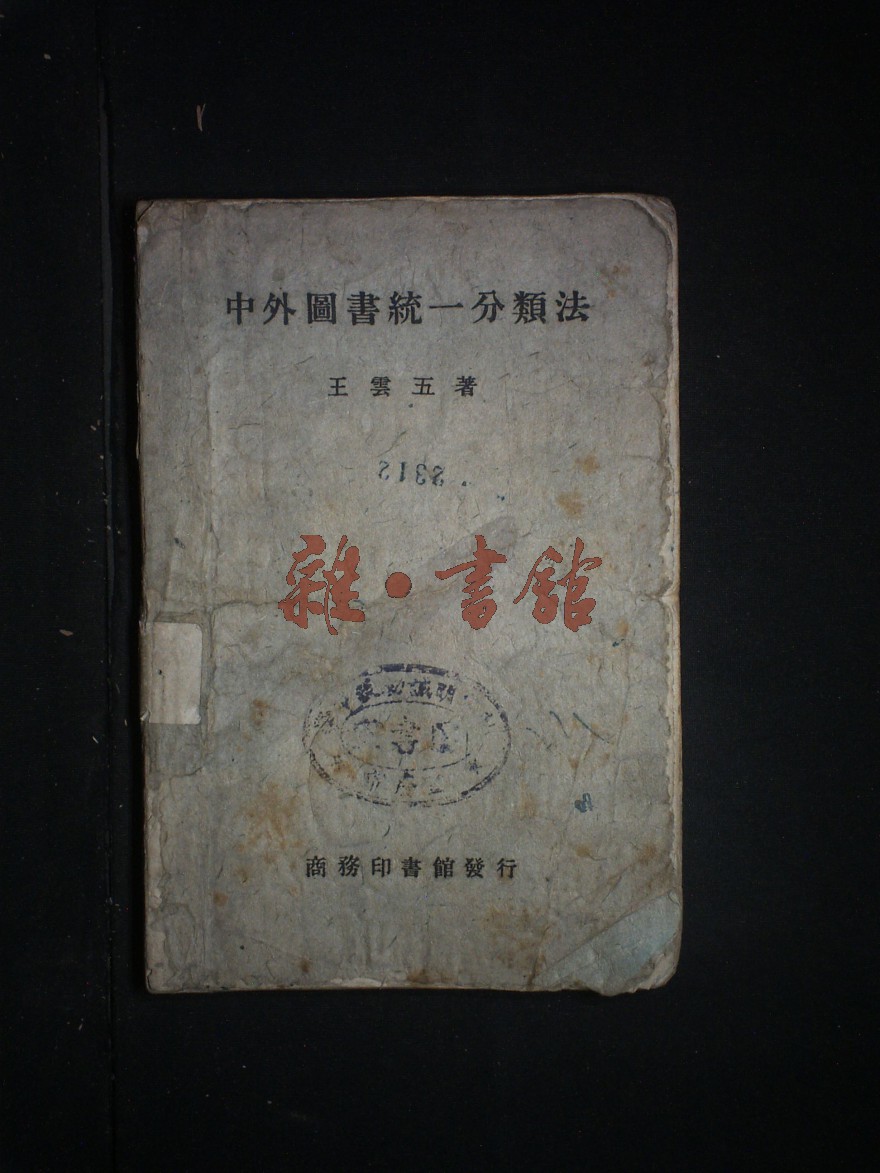 中外圖書統一分類法
王雲五著
2312
雜·書館
商務印書館發行